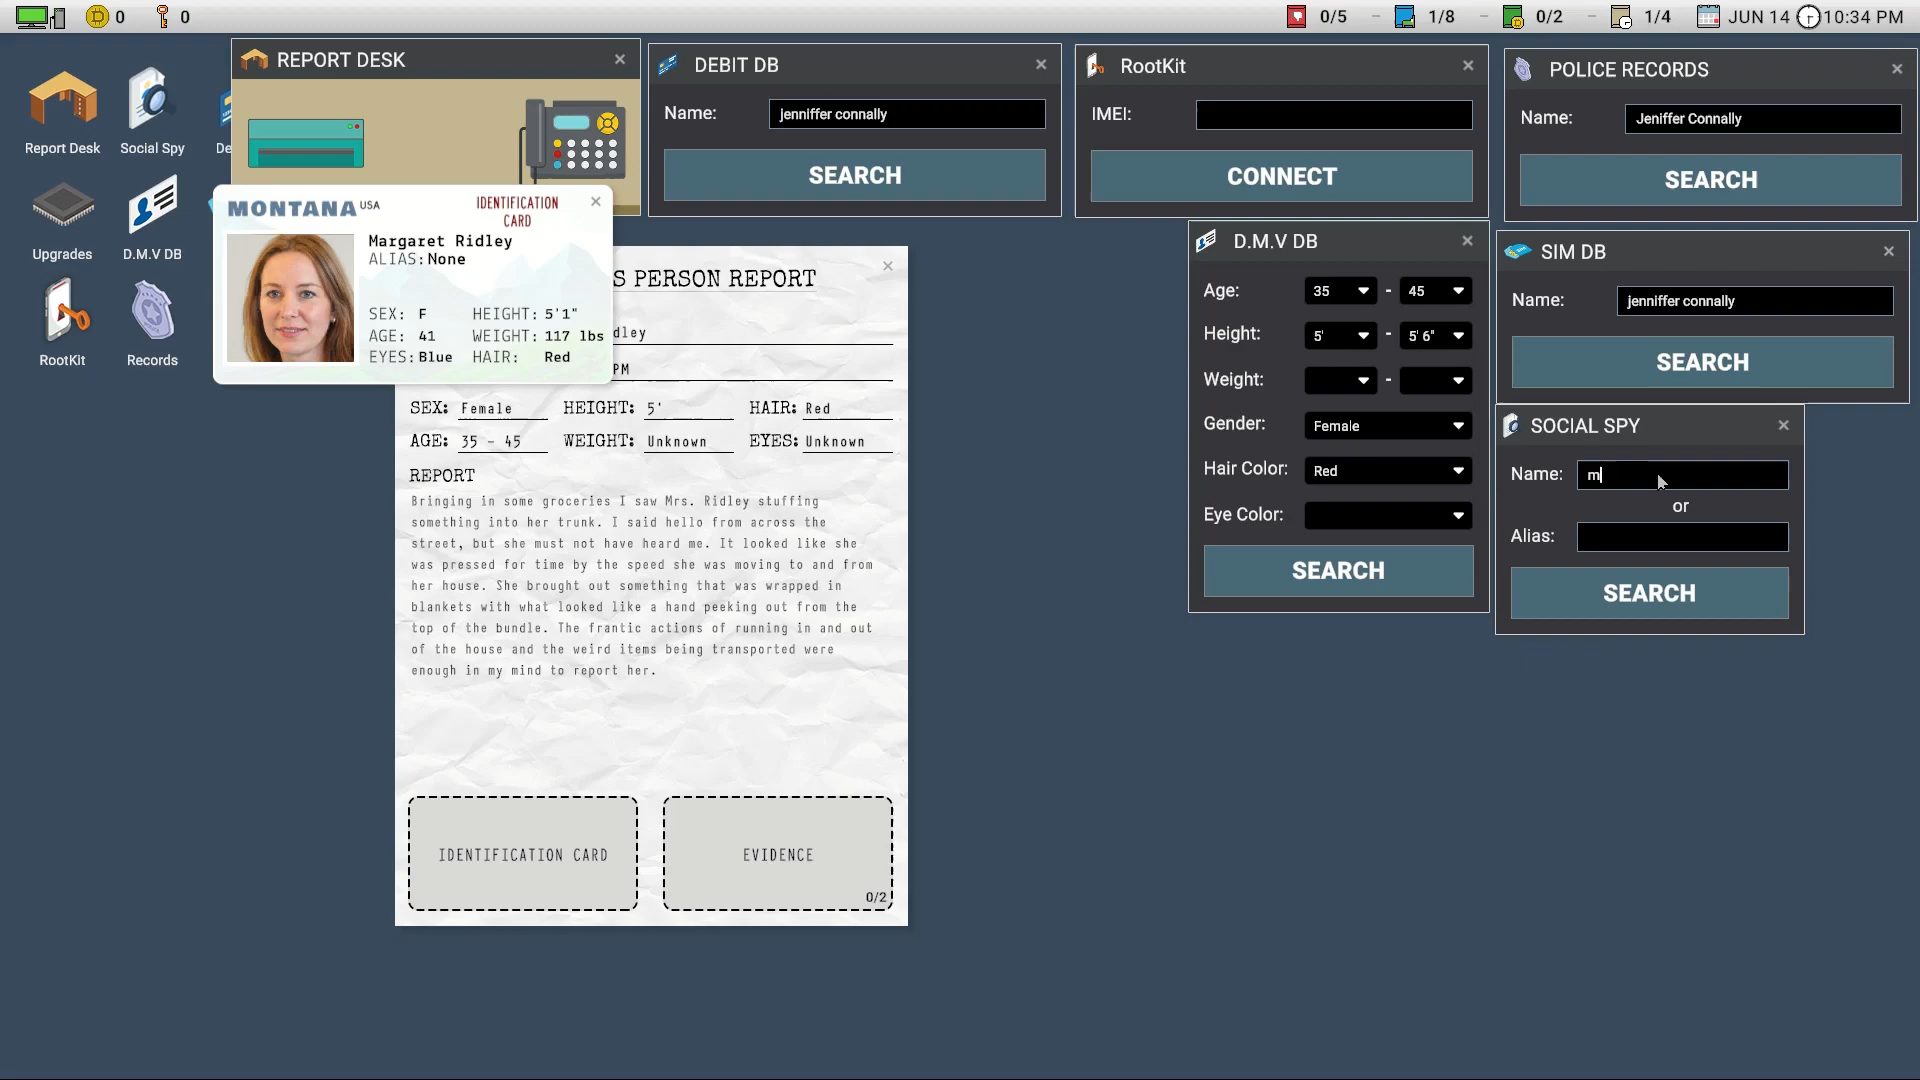 0
0
0/5
1/8
0/2
1/4
JUN 14
10:34 PM
Report Desk
Social Spy
De
Upgrades
D.M.V DB
RootKit
Records
REPORT DESK
DEBIT DB
Name:
jenniffer connally
SEARCH
RootKit
IMEI:
CONNECT
POLICE RECORDS
Name:
Jeniffer Connally
SEARCH
MONTANA USA
IDENTIFICATION
CARD
Margaret Ridley
ALIAS: None
SEX: F
HEIGHT: 5'1"
AGE: 41
WEIGHT: 117 lbs
EYES: Blue
HAIR: Red
S PERSON REPORT
dley
PM
SEX: Female
HEIGHT: 5'
HAIR: Red
AGE: 35 - 45
WEIGHT: Unknown
EYES: Unknown
REPORT
Bringing in some groceries I saw Mrs. Ridley stuffing
something into her trunk. I said hello from across the
street, but she must not have heard me. It looked like she
was pressed for time by the speed she was moving to and from
her house. She brought out something that was wrapped in
blankets with what looked like a hand peeking out from the
top of the bundle. The frantic actions of running in and out
of the house and the weird items being transported were
enough in my mind to report her.
IDENTIFICATION CARD
EVIDENCE
0/2
D.M.V DB
Age: 35 - 45
Height: 5' - 5' 6"
Weight: -
Gender: Female
Hair Color: Red
Eye Color:
SEARCH
SIM DB
Name:
jenniffer connally
SEARCH
SOCIAL SPY
Name: m
or
Alias:
SEARCH